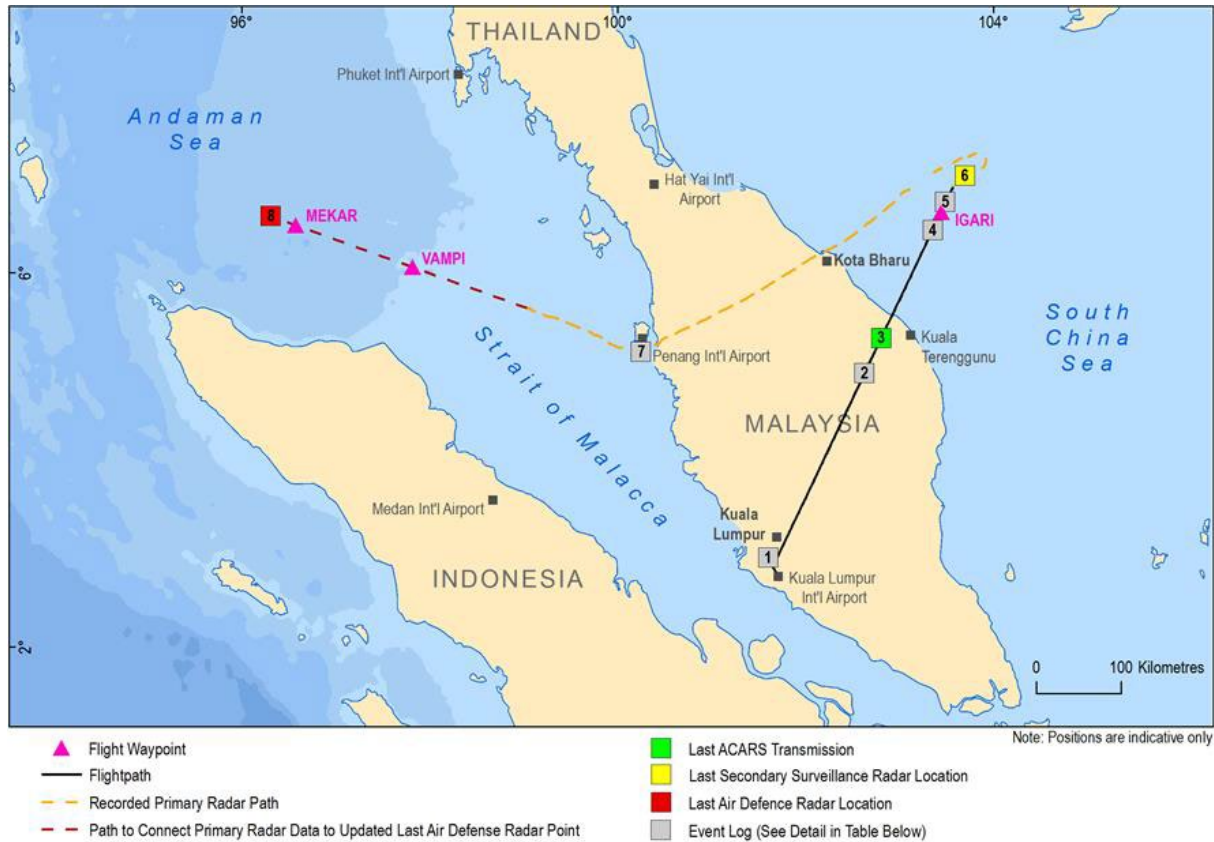 96°
100°
104°
THAILAND
Phuket Int'l Airport
Andaman
Sea
Hat Yai Int'l
Airport
6
5
IGARI
4
8
MEKAR
VAMPI
6°
Kota Bharu
South
China
Sea
3
Kuala
Terenggunu
7
Penang Int'l Airport
2
Strait of Malacca
MALAYSIA
Medan Int'l Airport
Kuala
Lumpur
1
Kuala Lumpur
Int'l Airport
INDONESIA
2°
0 100 Kilometres
Note: Positions are indicative only
Flight Waypoint
Flightpath
Recorded Primary Radar Path
Path to Connect Primary Radar Data to Updated Last Air Defense Radar Point
Last ACARS Transmission
Last Secondary Surveillance Radar Location
Last Air Defence Radar Location
Event Log (See Detail in Table Below)